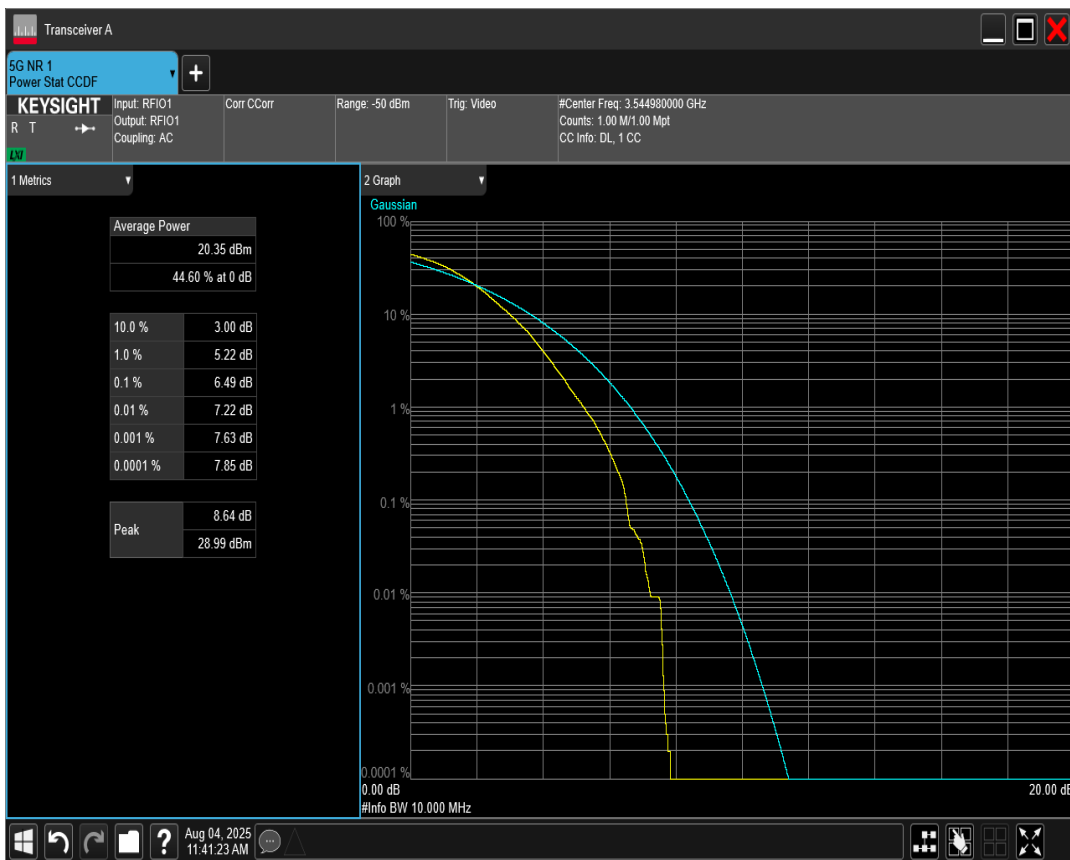 Transceiver A
5G NR 1
Power Stat CCDF
KEYSIGHT
R T
LXI
Input: RFIO1
Output: RFIO1
Coupling: AC
Corr CCorr
Range: -50 dBm
Trig: Video
#Center Freq: 3.544980000 GHz
Counts: 1.00 M/1.00 Mpt
CC Info: DL, 1 CC
1 Metrics
Average Power
20.35 dBm
44.60 % at 0 dB
10.0 % 3.00 dB
1.0 % 5.22 dB
0.1 % 6.49 dB
0.01 % 7.22 dB
0.001 % 7.63 dB
0.0001 % 7.85 dB
Peak
8.64 dB
28.99 dBm
2 Graph
Gaussian
100 %
10 %
1 %
0.1 %
0.01 %
0.001 %
0.0001 %
0.00 dB
20.00 dB
#Info BW 10.000 MHz
?
Aug 04, 2025
11:41:23 AM